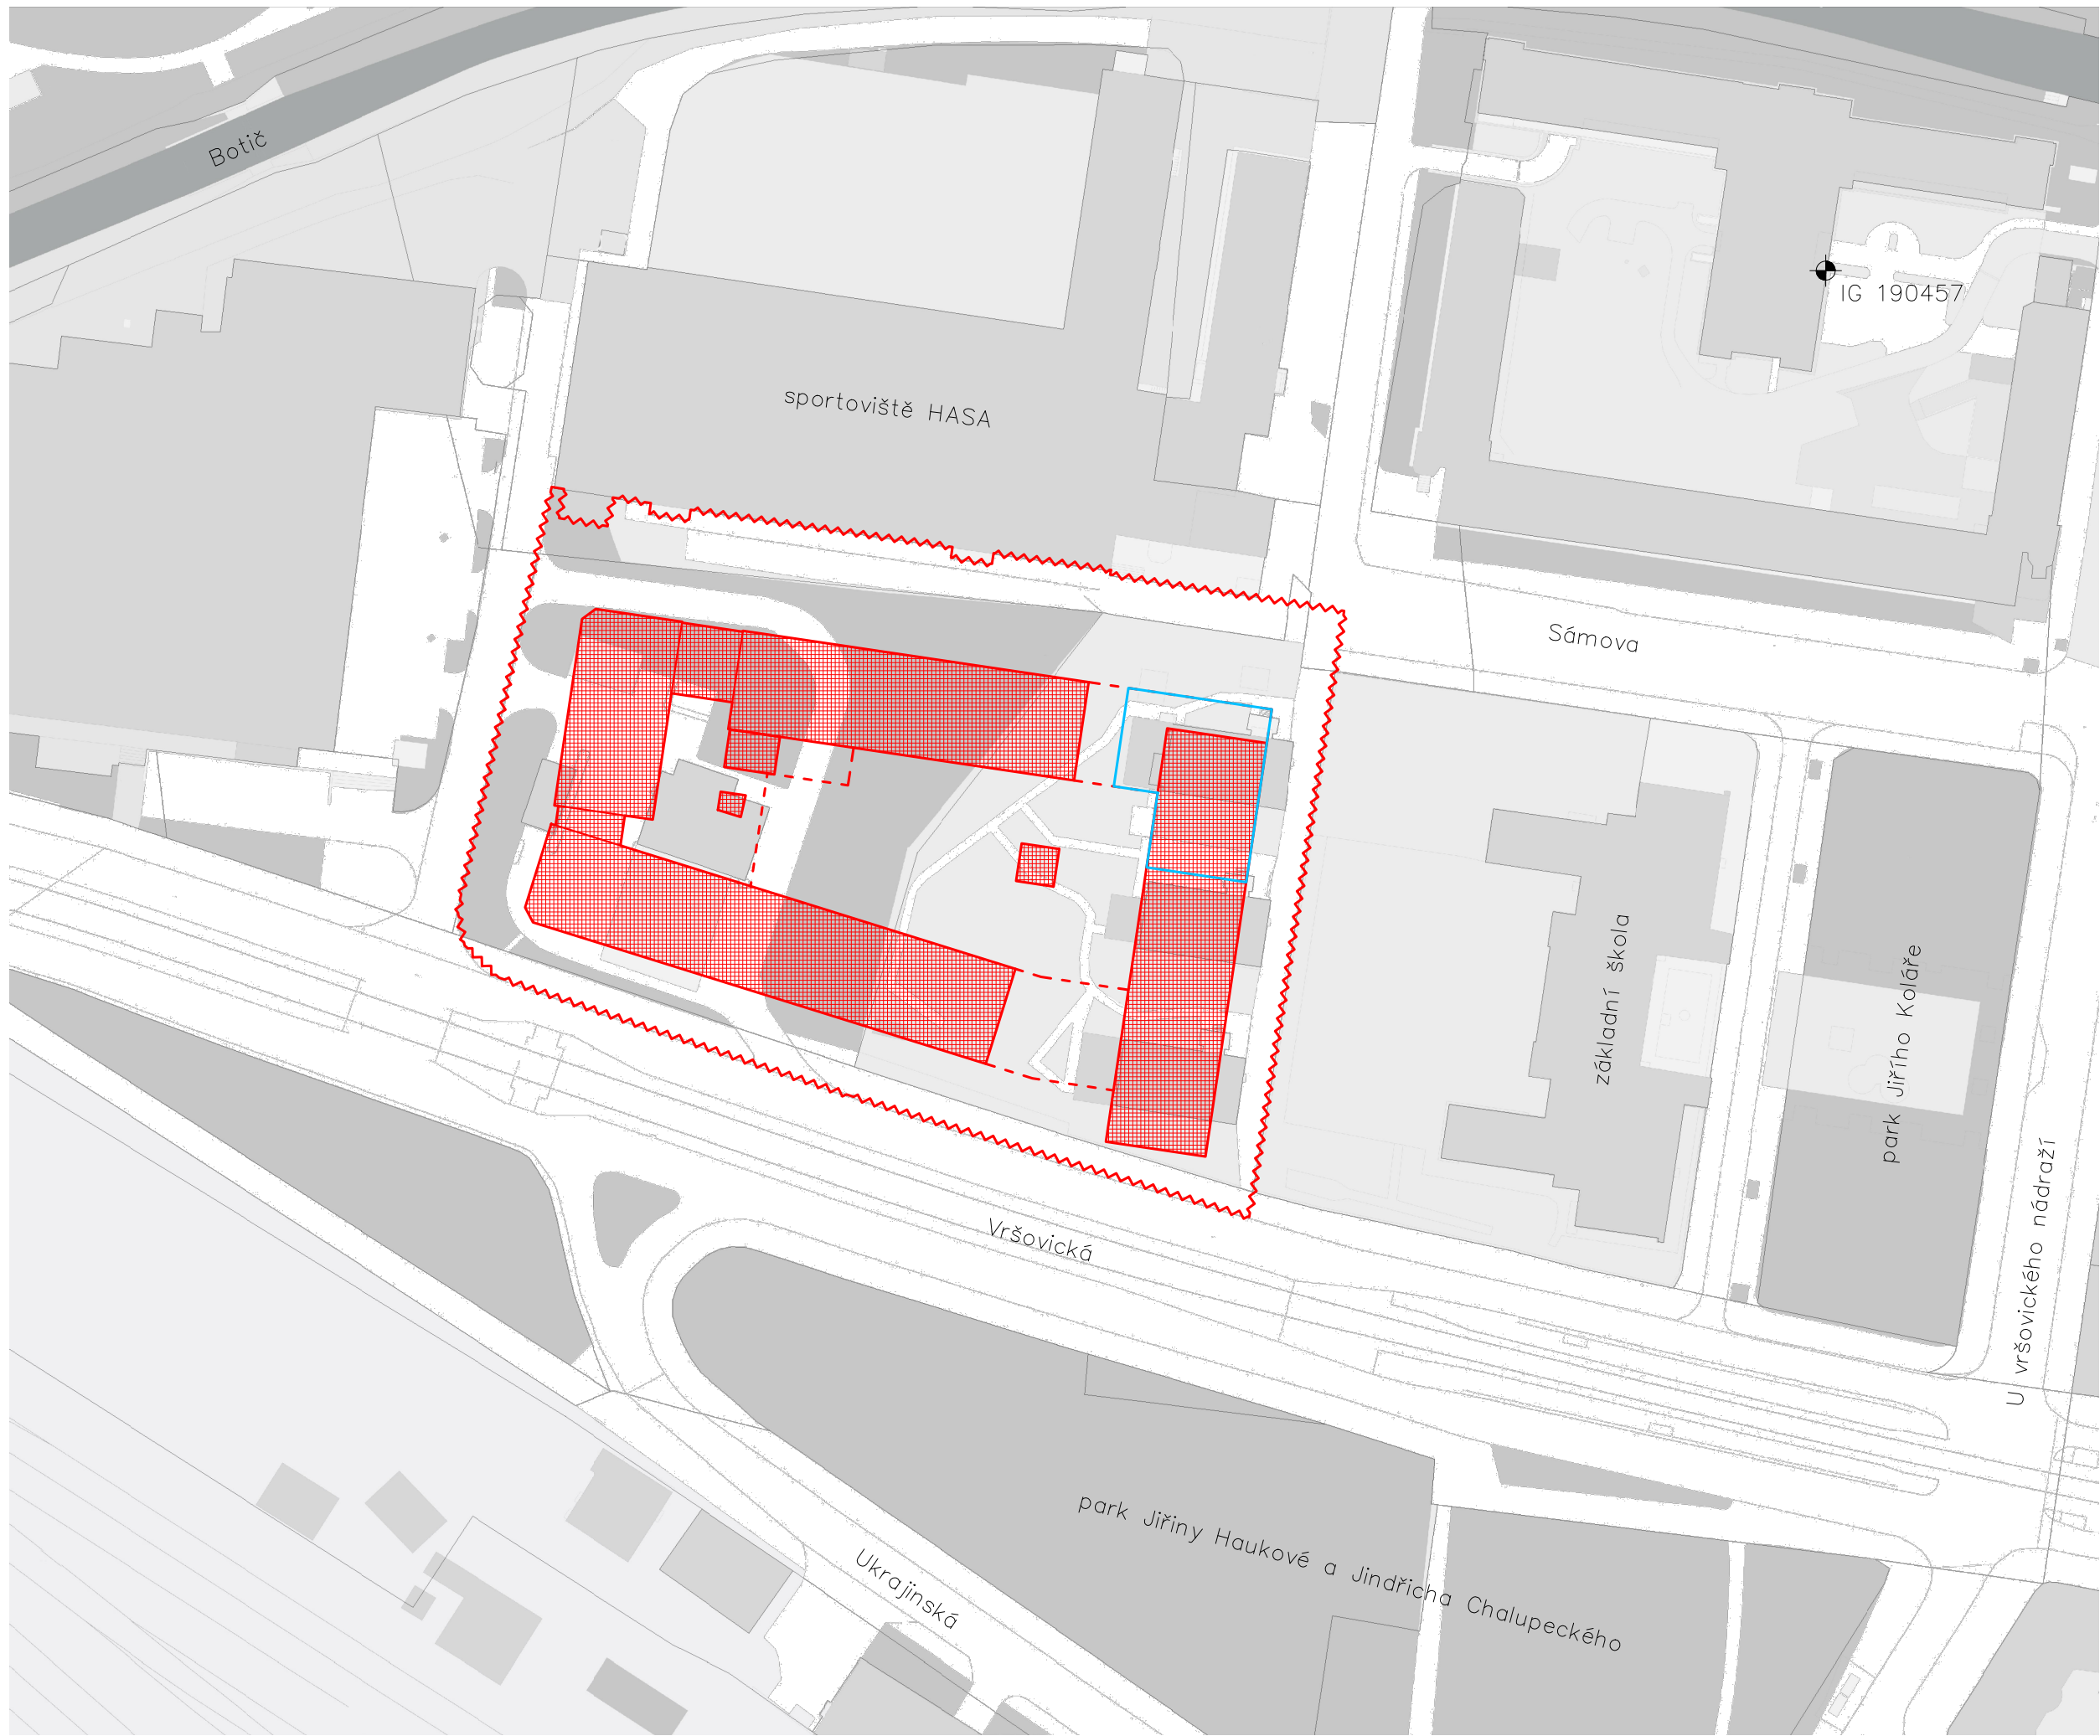 Botič
IG 190457
sportoviště HASA
Sámova
základní škola
park Jiřího Koláře
U vršovického nádraží
Vršovická
park Jiřiny Haukové a Jindřicha Chalupeckého
Ukrajinská